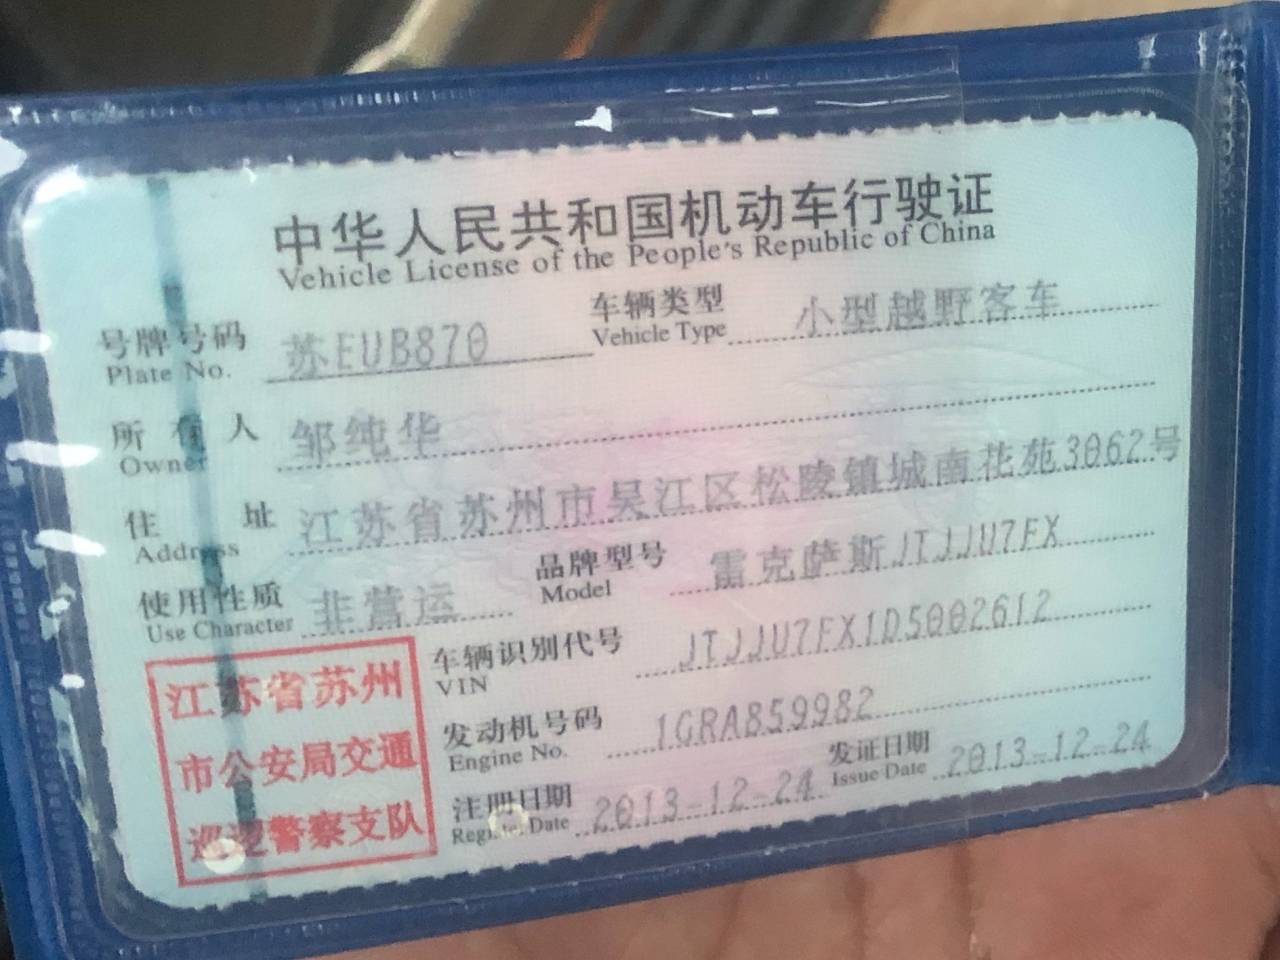 中华人民共和国机动车行驶证
Vehicle License of the People's Republic of China
号牌号码 苏EUB870 车辆类型 小型越野客车
Plate No. Vehicle Type
所有人 邹纯华
Owner
住址 江苏省苏州市吴江区松陵镇城南花苑3062号
Address
使用性质 非营运 品牌型号 雷克萨斯JTJJU7FX
Use Character Model
车辆识别代号 JTJJU7FX1D5002612
VIN
发动机号码 1GRA859982
Engine No.
注册日期 2013-12-24 发证日期 2013-12-24
Register Date Issue Date
江苏省苏州
市公安局交通
巡逻警察支队